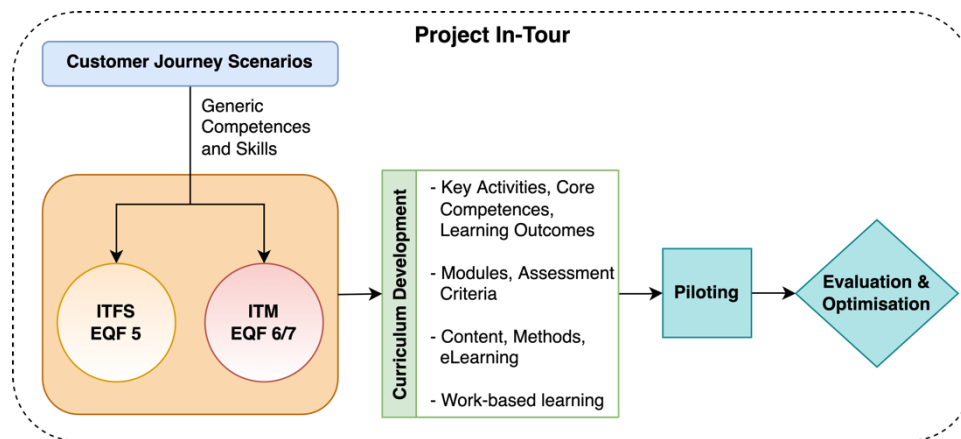 Project In-Tour
Customer Journey Scenarios
Generic
Competences
and Skills
ITFS
EQF 5
ITM
EQF 6/7
Curriculum Development
- Key Activities, Core
Competences,
Learning Outcomes
- Modules, Assessment
Criteria
- Content, Methods,
eLearning
- Work-based learning
Piloting
Evaluation &
Optimisation